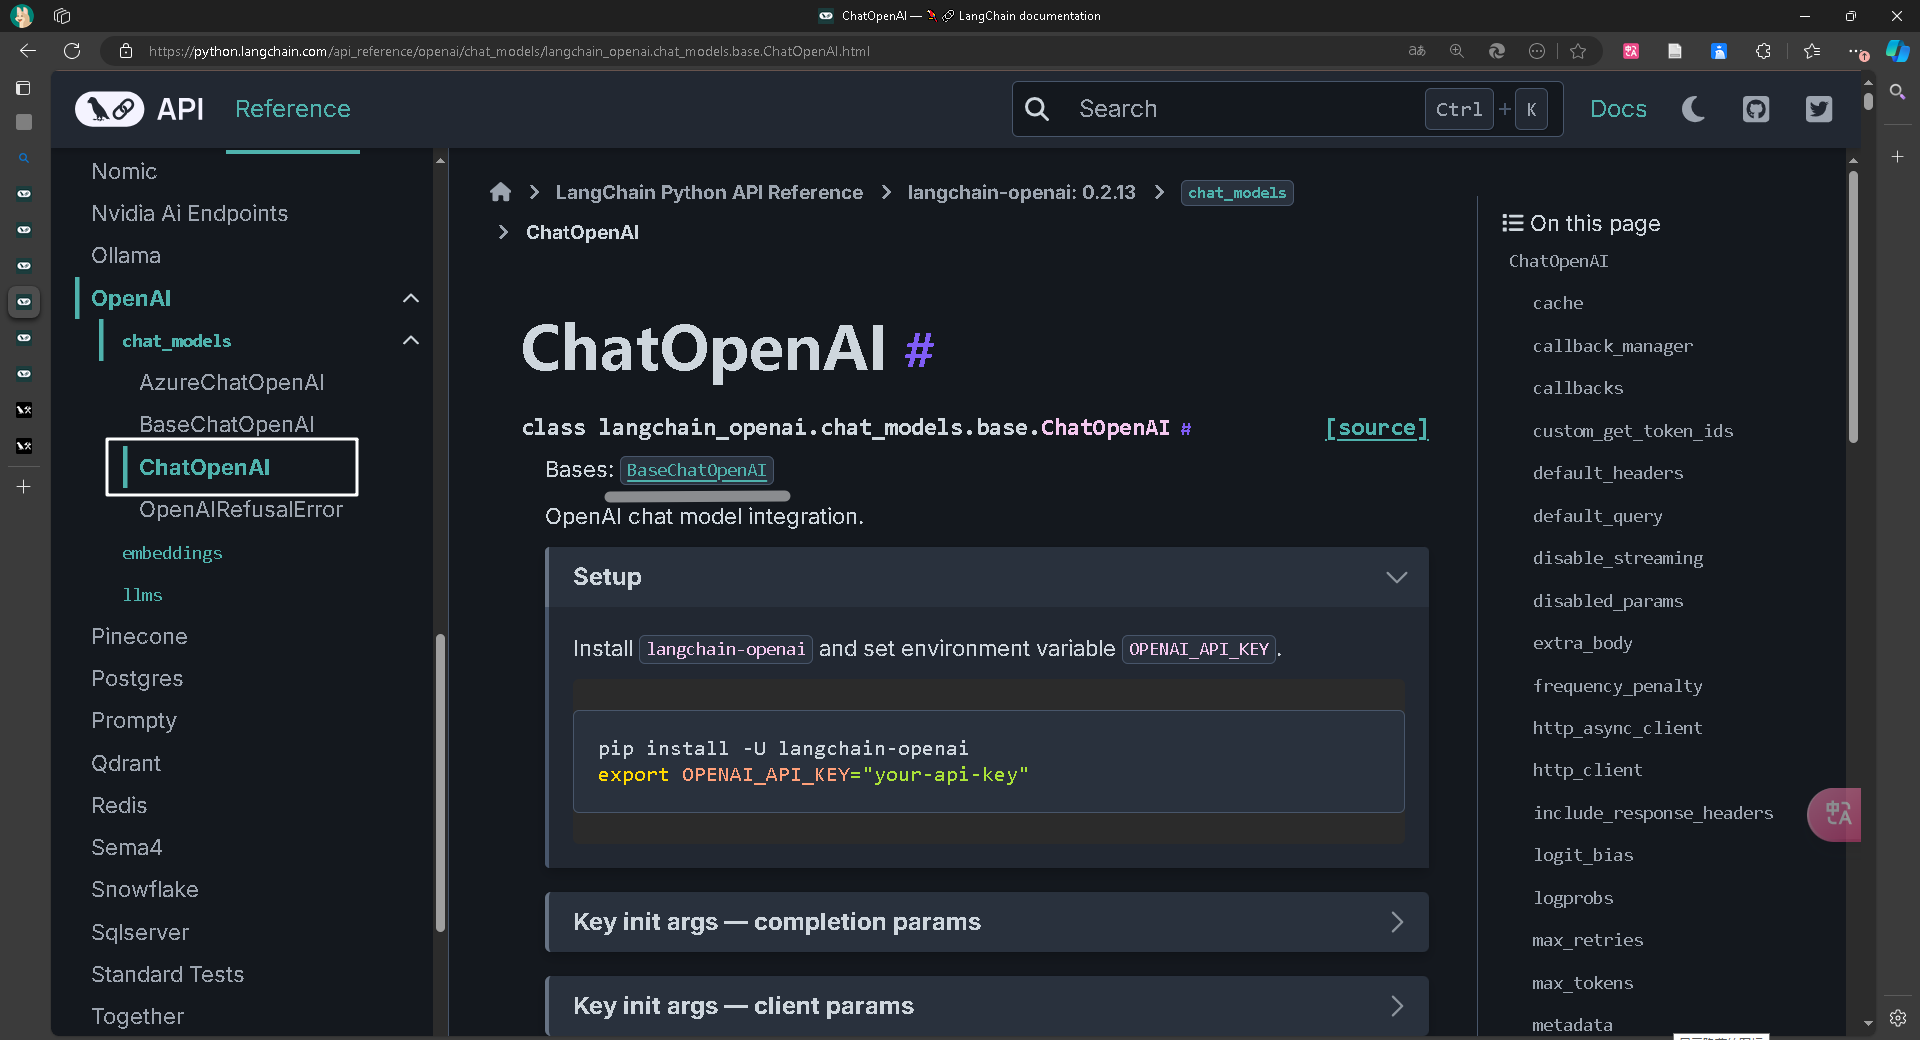 ChatOpenAI — 🦜🔗 LangChain documentation
https://python.langchain.com/api_reference/openai/chat_models/langchain_openai.chat_models.base.ChatOpenAI.html
API
Reference
Search
Ctrl + K
Docs
Nomic
Nvidia Ai Endpoints
Ollama
OpenAI
chat_models
AzureChatOpenAI
BaseChatOpenAI
ChatOpenAI
OpenAIRefusalError
embeddings
llms
Pinecone
Postgres
Prompty
Qdrant
Redis
Sema4
Snowflake
Sqlserver
Standard Tests
Together
LangChain Python API Reference
langchain-openai: 0.2.13
chat_models
ChatOpenAI
ChatOpenAI #
class langchain_openai.chat_models.base.ChatOpenAI #
[source]
Bases: BaseChatOpenAI
OpenAI chat model integration.
Setup
Install langchain-openai and set environment variable OPENAI_API_KEY.
pip install -U langchain-openai
export OPENAI_API_KEY="your-api-key"
Key init args — completion params
Key init args — client params
On this page
ChatOpenAI
cache
callback_manager
callbacks
custom_get_token_ids
default_headers
default_query
disable_streaming
disabled_params
extra_body
frequency_penalty
http_async_client
http_client
include_response_headers
logit_bias
logprobs
max_retries
max_tokens
metadata